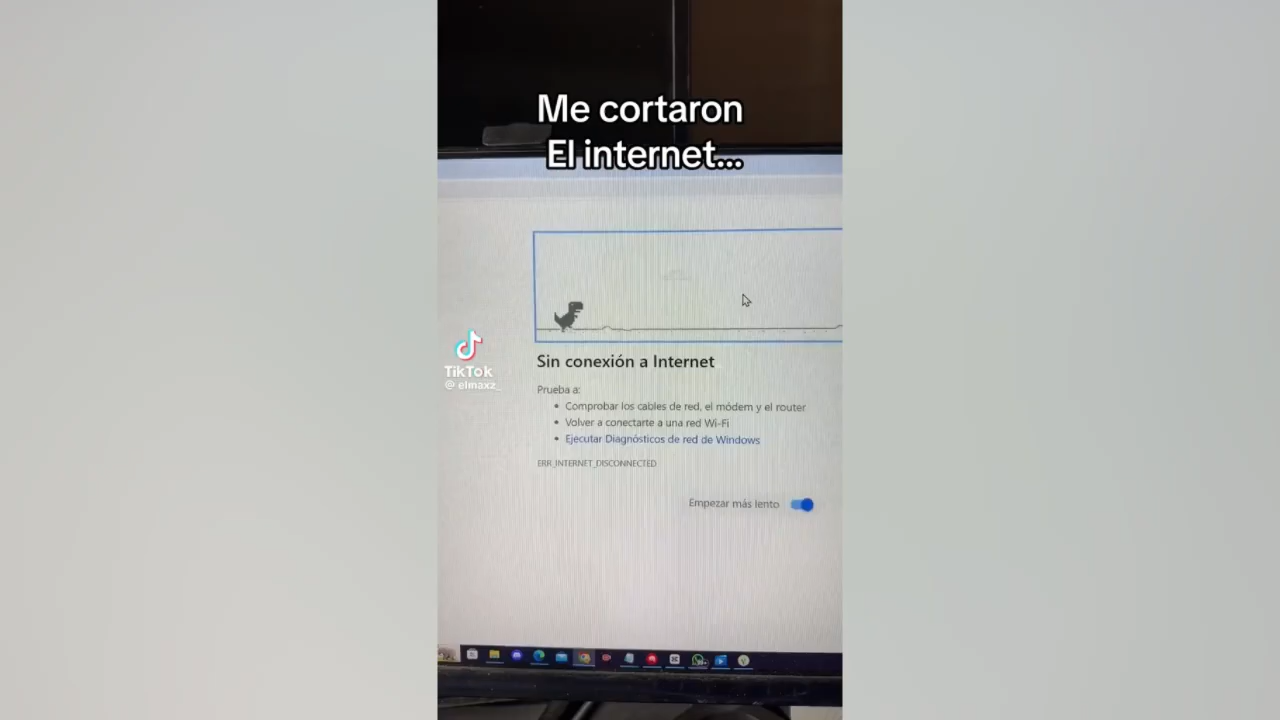 Me cortaron
El internet...
Sin conexión a Internet
TikTok
@ elmaxz_
Prueba a:
• Comprobar los cables de red, el módem y el router
• Volver a conectarte a una red Wi-Fi
• Ejecutar Diagnósticos de red de Windows
ERR_INTERNET_DISCONNECTED
Empezar más lento